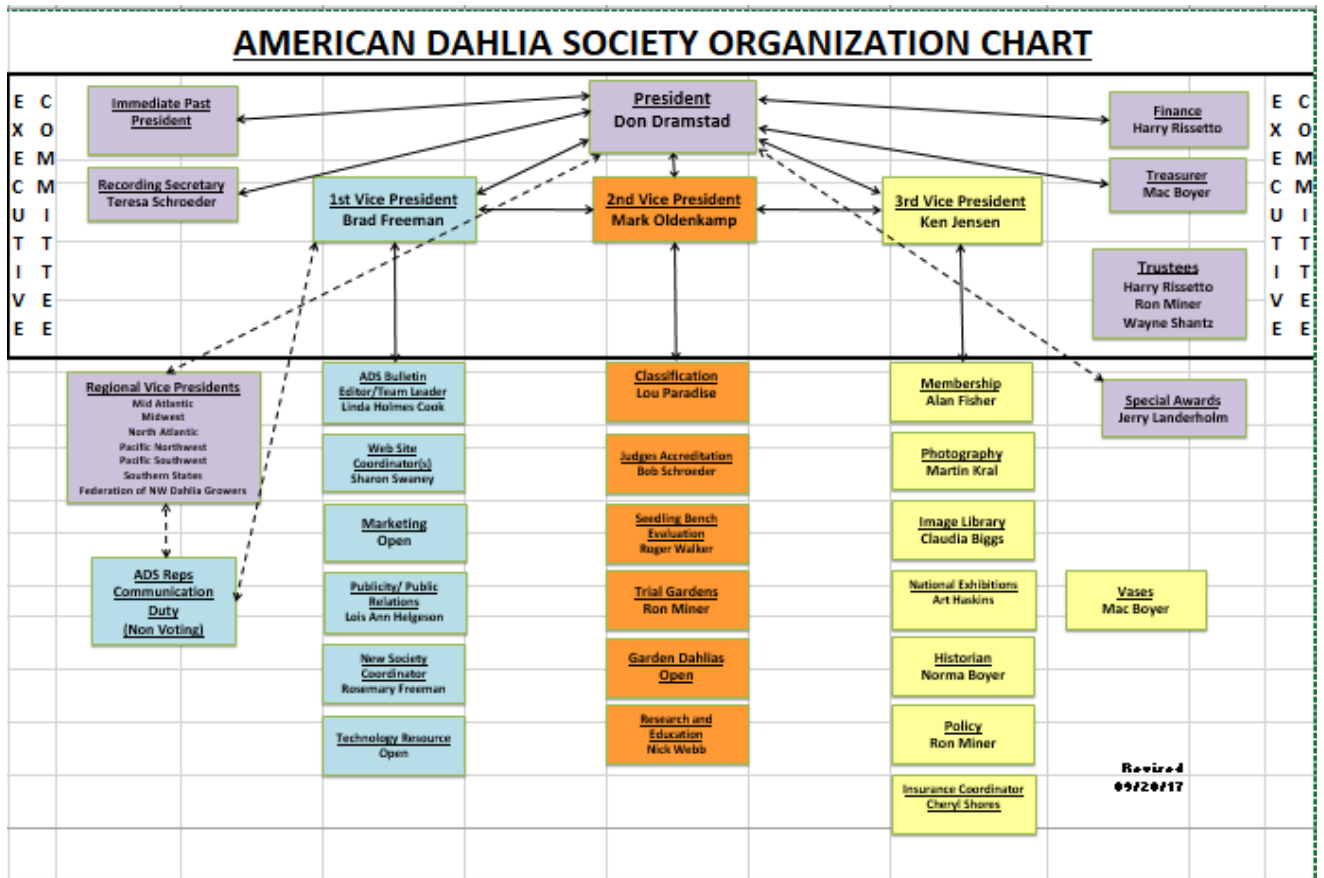 AMERICAN DAHLIA SOCIETY ORGANIZATION CHART
EXECUTIVE
COMMITTEE
Immediate Past
President
President
Don Dramstad
Finance
Harry Rissetto
EXECUTIVE
COMMITTEE
Recording Secretary
Teresa Schroeder
1st Vice President
Brad Freeman
2nd Vice President
Mark Oldenkamp
3rd Vice President
Ken Jensen
Treasurer
Mac Boyer
Trustees
Harry Rissetto
Ron Miner
Wayne Shantz
Regional Vice Presidents
Mid Atlantic
Midwest
North Atlantic
Pacific Northwest
Pacific Southwest
Southern States
Federation of NW Dahlia Growers
ADS Reps
Communication
Duty
(Non Voting)
ADS Bulletin
Editor/Team Leader
Linda Holmes Cook
Web Site
Coordinator(s)
Sharon Swaney
Marketing
Open
Publicity/ Public
Relations
Lois Ann Helgeson
New Society
Coordinator
Rosemary Freeman
Technology Resource
Open
Classification
Lou Paradise
Judges Accreditation
Bob Schroeder
Seedling Bench
Evaluation
Roger Walker
Trial Gardens
Ron Miner
Garden Dahlias
Open
Research and
Education
Nick Webb
Membership
Alan Fisher
Photography
Martin Kral
Image Library
Claudia Biggs
National Exhibitions
Art Haskins
Historian
Norma Boyer
Policy
Ron Miner
Insurance Coordinator
Cheryl Shores
Special Awards
Jerry Landerholm
Vases
Mac Boyer
Revised
09/20/17